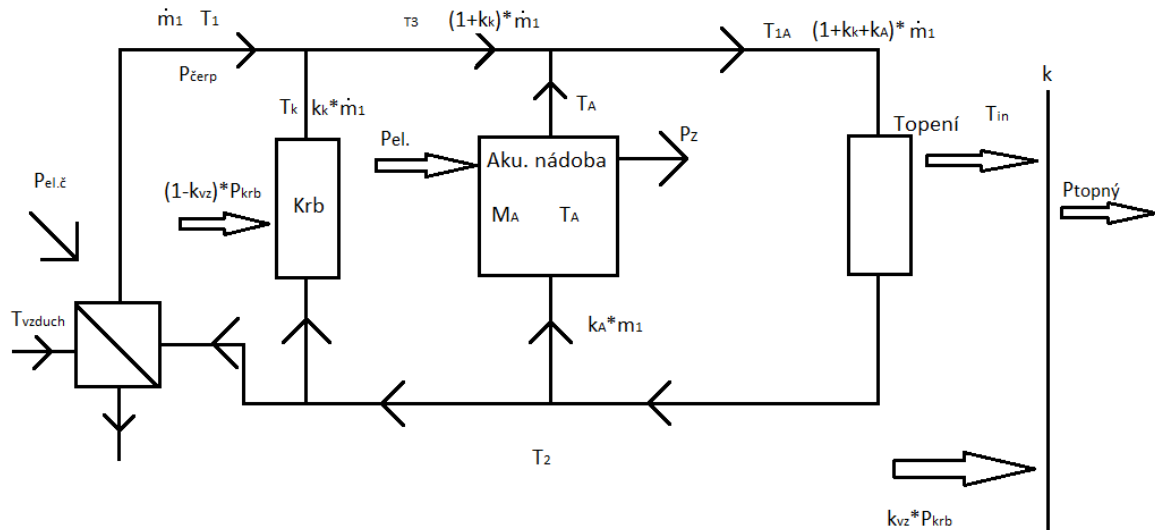 ṁ₁ T₁
T₃ (1+kₖ)*ṁ₁
T₁A (1+kₖ+kA)* ṁ₁
Pčerp
k
Tₖ kₖ*ṁ₁
TA
Topení Tin
Pel.
Pz
Aku. nádoba
Pel.č
(1-kvz)*Pkrb
Krb
MA TA
Ptopný
Tvzduch
kA*m₁
T₂
kvz*Pkrb